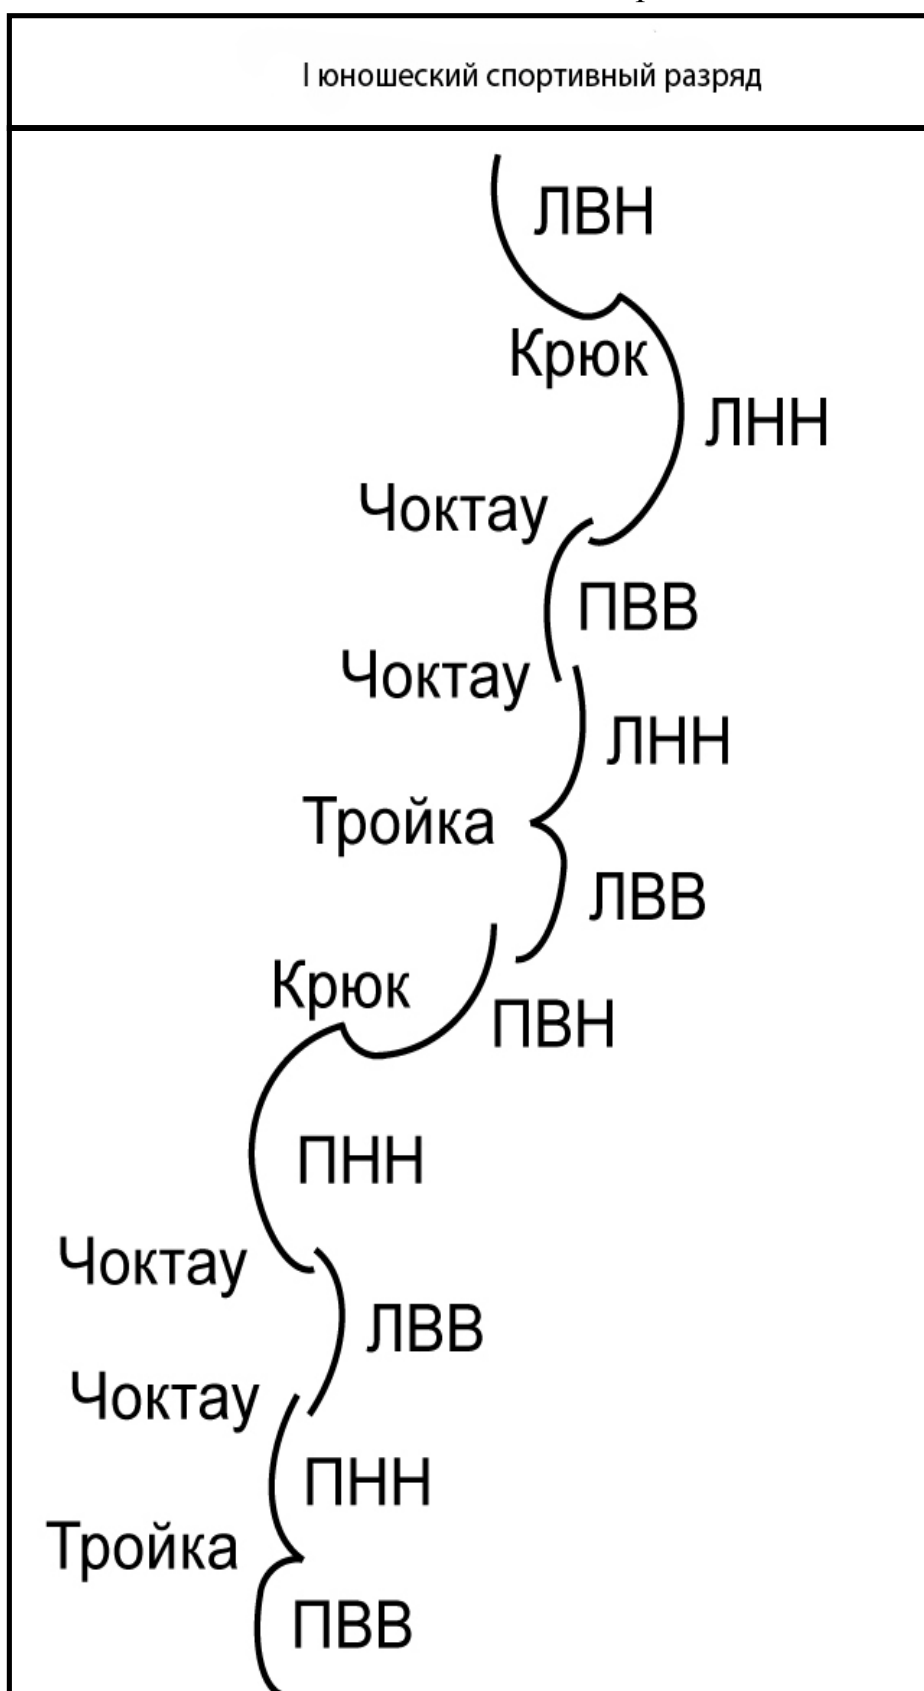 I юношеский спортивный разряд
ЛВН
Крюк
ЛНН
Чоктау
ПВВ
Чоктау
ЛНН
Тройка
ЛВВ
Крюк
ПВН
ПНН
Чоктау
ЛВВ
Чоктау
ПНН
Тройка
ПВВ